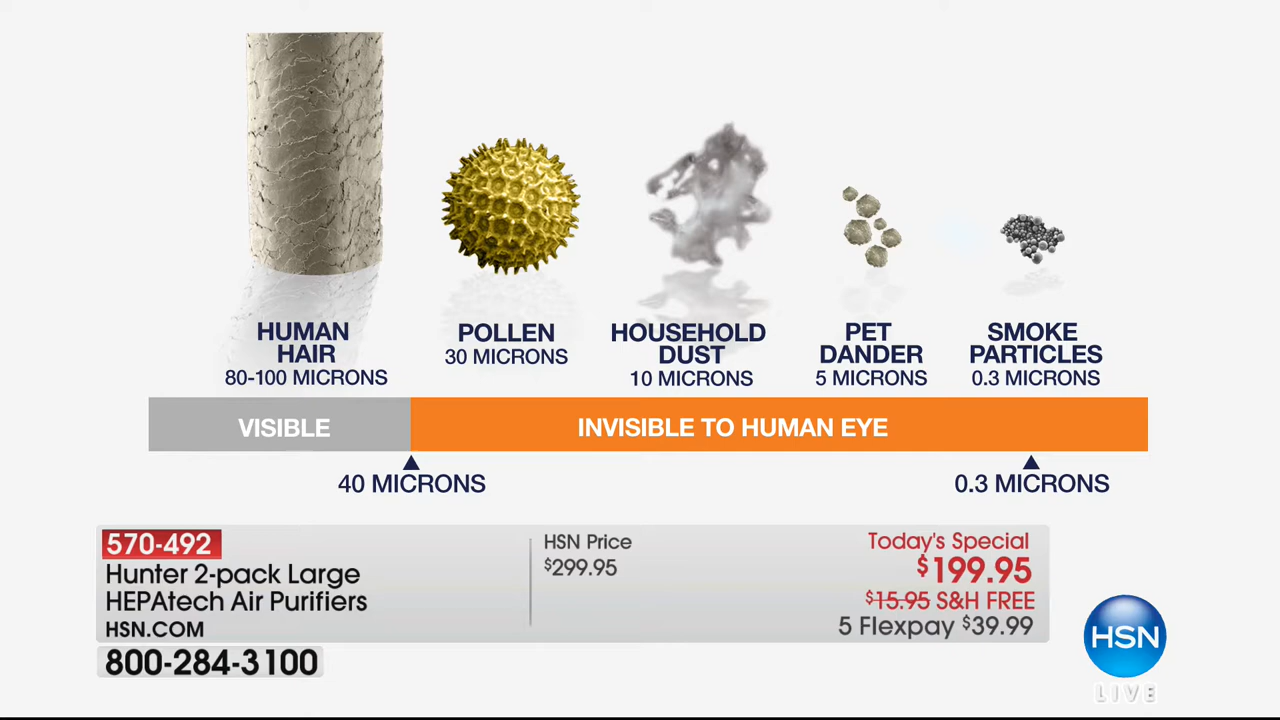 HUMAN
HAIR
80-100 MICRONS
POLLEN
30 MICRONS
HOUSEHOLD
DUST
10 MICRONS
PET
DANDER
5 MICRONS
SMOKE
PARTICLES
0.3 MICRONS
VISIBLE
INVISIBLE TO HUMAN EYE
40 MICRONS
0.3 MICRONS
570-492
Hunter 2-pack Large
HEPAtech Air Purifiers
HSN.COM
800-284-3100
HSN Price
$299.95
Today's Special
$199.95
$15.95 S&H FREE
5 Flexpay $39.99
HSN
LIVE